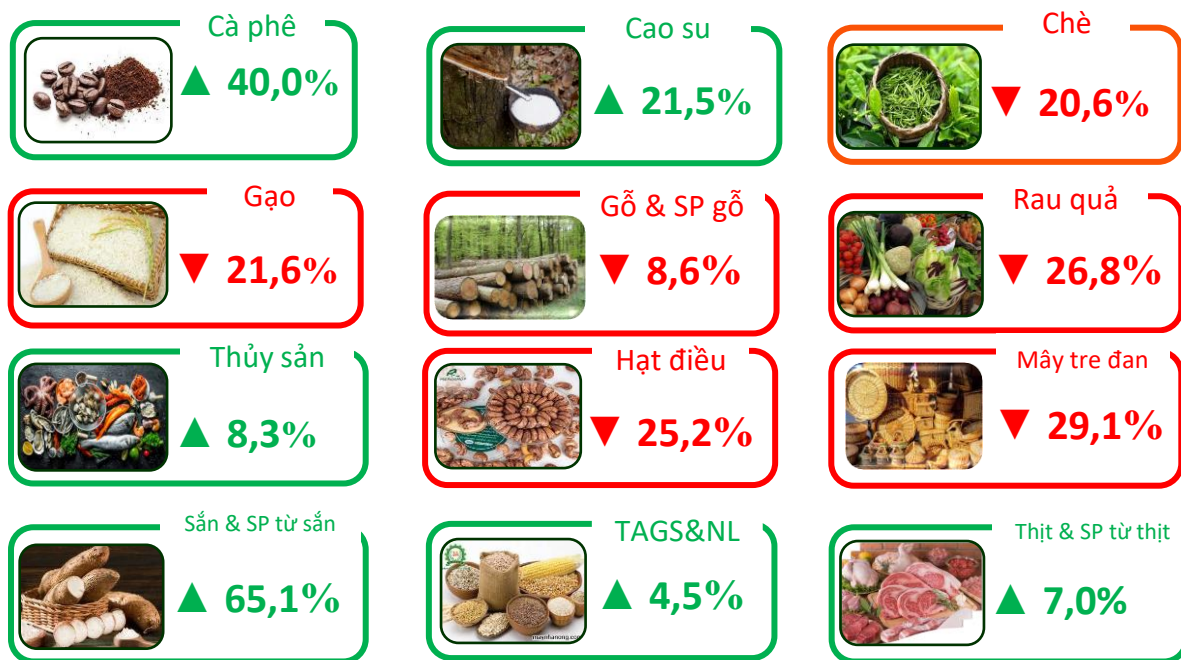 Cà phê
▲ 40,0%
Cao su
▲ 21,5%
Chè
▼ 20,6%
Gạo
▼ 21,6%
Gỗ & SP gỗ
▼ 8,6%
Rau quả
▼ 26,8%
Thủy sản
▲ 8,3%
Hạt điều
▼ 25,2%
Mây tre đan
▼ 29,1%
Sắn & SP từ sắn
▲ 65,1%
TAGS&NL
▲ 4,5%
maynhanong.com
Thịt & SP từ thịt
▲ 7,0%